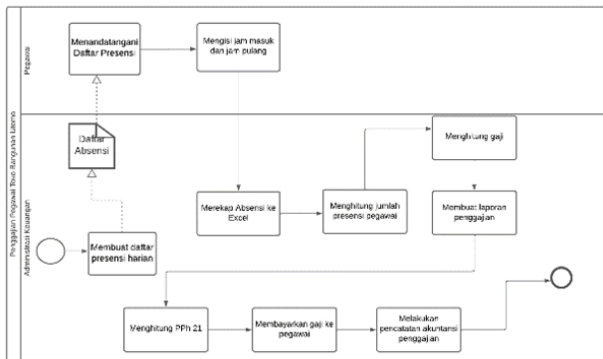 Penggajian Pegawai Toko Bangunan
Pegawai
Menandatangani
Daftar Presensi
Mengisi jam masuk
dan jam pulang
Administrasi Keuangan
Daftar
Absensi
Menghitung gaji
Merekap Absensi ke
Excel
Menghitung jumlah
presensi pegawai
Membuat laporan
penggajian
Membuat daftar
presensi harian
Menghitung PPh 21
Membayarkan gaji ke
pegawai
Melakukan
pencatatan akuntansi
penggajian